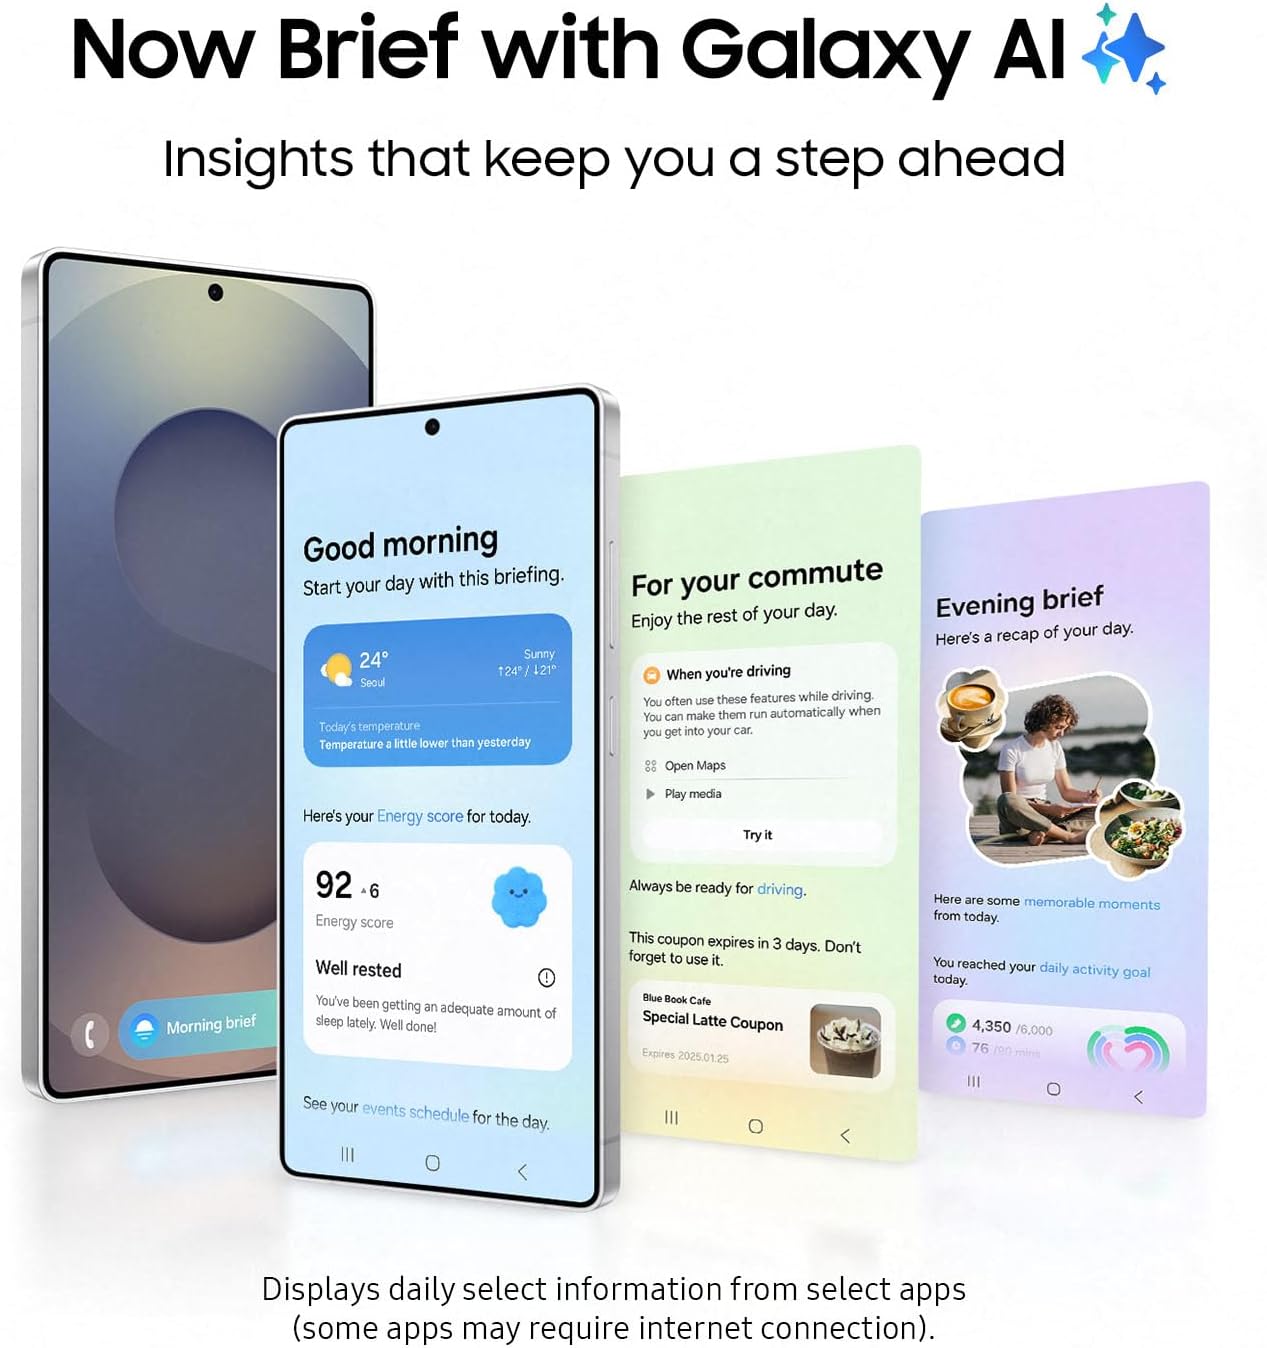 Now Brief with Galaxy AI
Insights that keep you a step ahead
Morning brief
Good morning
Start your day with this briefing.
24°
Seoul
Sunny
↑24° / ↓21°
Today's temperature
Temperature a little lower than yesterday
Here's your Energy score for today.
92 ▲6
Energy score
Well rested
You've been getting an adequate amount of
sleep lately. Well done!
See your events schedule for the day.
For your commute
Enjoy the rest of your day.
When you're driving
You often use these features while driving.
You can make them run automatically when
you get into your car.
Open Maps
Play media
Try it
Always be ready for driving.
This coupon expires in 3 days. Don't
forget to use it.
Blue Book Cafe
Special Latte Coupon
Expires 2025.01.25
Evening brief
Here's a recap of your day.
Here are some memorable moments
from today.
You reached your daily activity goal
today.
4,350 /6,000
76 /90 mins
Displays daily select information from select apps
(some apps may require internet connection).